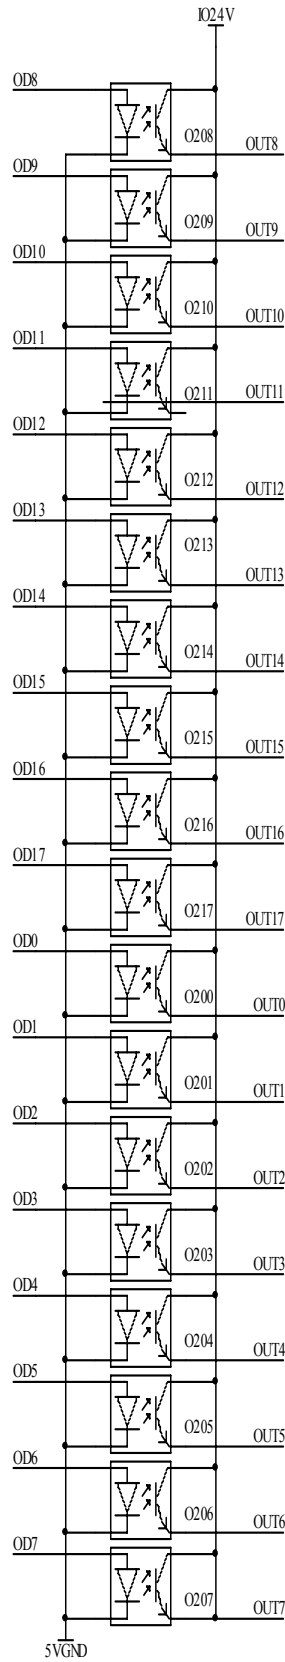 IO24V
OD8
O208
OUT8
OD9
O209
OUT9
OD10
O210
OUT10
OD11
O211
OUT11
OD12
O212
OUT12
OD13
O213
OUT13
OD14
O214
OUT14
OD15
O215
OUT15
OD16
O216
OUT16
OD17
O217
OUT17
OD0
O200
OUT0
OD1
O201
OUT1
OD2
O202
OUT2
OD3
O203
OUT3
OD4
O204
OUT4
OD5
O205
OUT5
OD6
O206
OUT6
OD7
O207
OUT7
5VGND